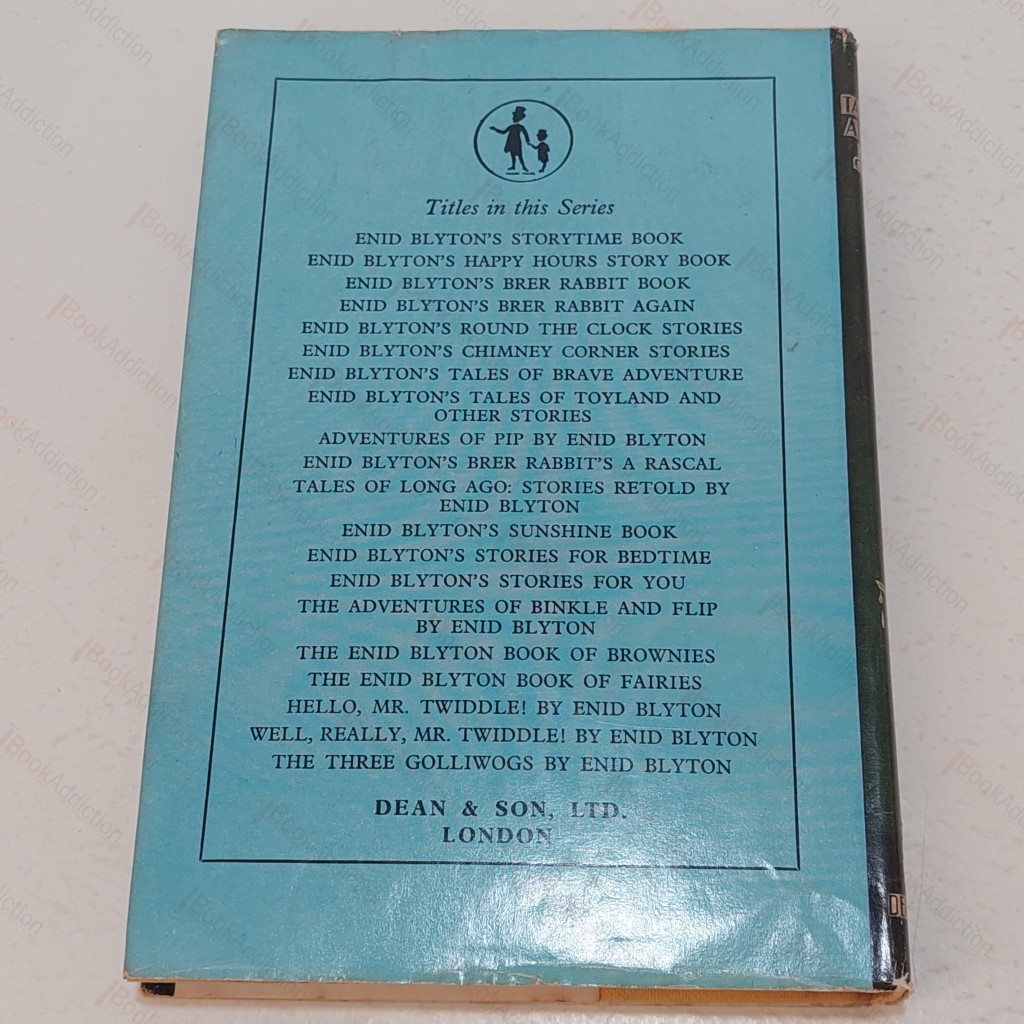 Titles in this Series
ENID BLYTON'S STORYTIME BOOK
ENID BLYTON'S HAPPY HOURS STORY BOOK
ENID BLYTON'S BRER RABBIT BOOK
ENID BLYTON'S BRER RABBIT AGAIN
ENID BLYTON'S ROUND THE CLOCK STORIES
ENID BLYTON'S CHIMNEY CORNER STORIES
ENID BLYTON'S TALES OF BRAVE ADVENTURE
ENID BLYTON'S TALES OF TOYLAND AND
OTHER STORIES
ADVENTURES OF PIP BY ENID BLYTON
ENID BLYTON'S BRER RABBIT'S A RASCAL
TALES OF LONG AGO: STORIES RETOLD BY
ENID BLYTON
ENID BLYTON'S SUNSHINE BOOK
ENID BLYTON'S STORIES FOR BEDTIME
ENID BLYTON'S STORIES FOR YOU
THE ADVENTURES OF BINKLE AND FLIP
BY ENID BLYTON
THE ENID BLYTON BOOK OF BROWNIES
THE ENID BLYTON BOOK OF FAIRIES
HELLO, MR. TWIDDLE! BY ENID BLYTON
WELL, REALLY, MR. TWIDDLE! BY ENID BLYTON
THE THREE GOLLIWOGS BY ENID BLYTON
DEAN & SON, LTD.
LONDON
BookAddiction